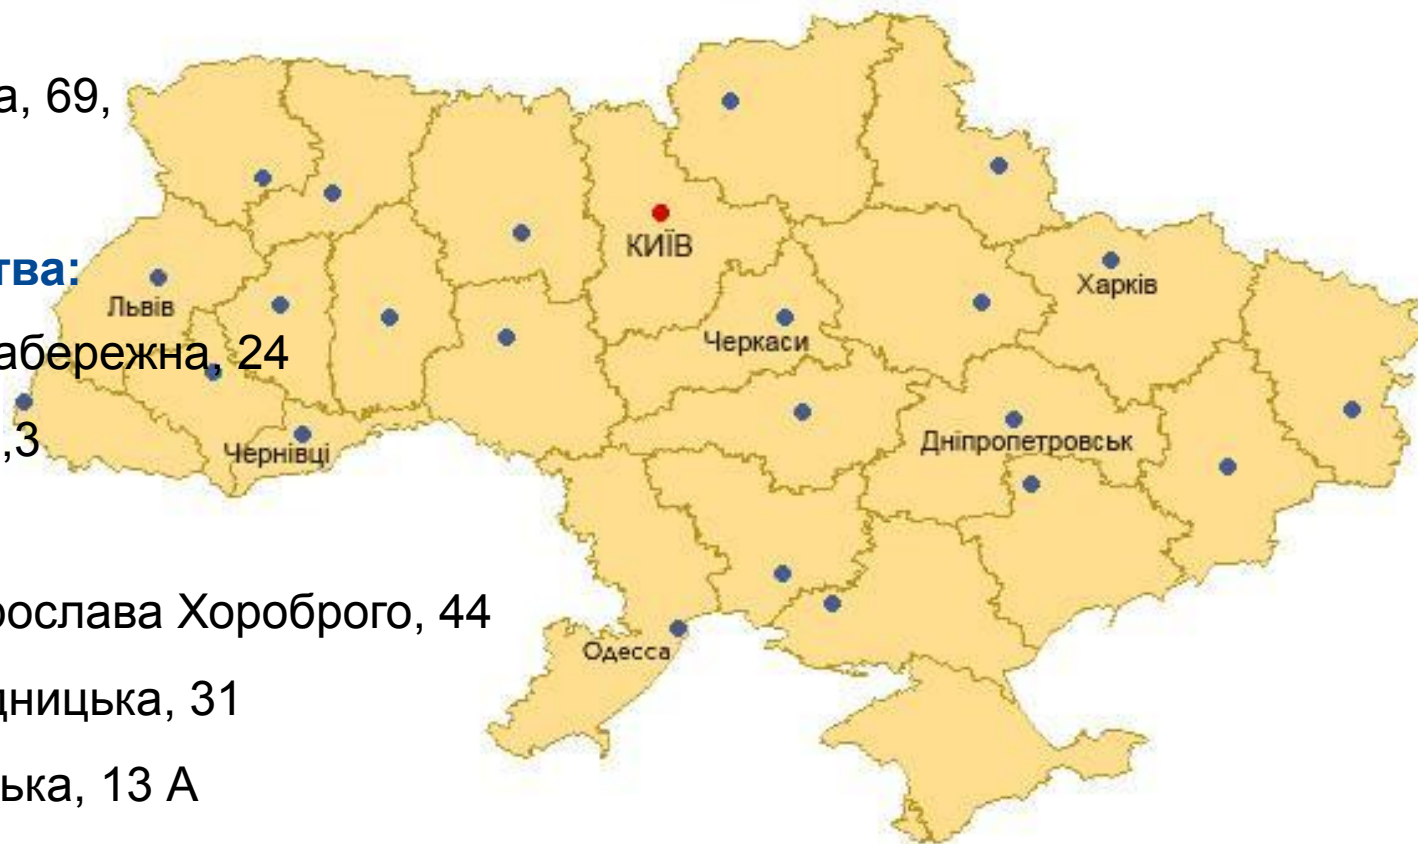 а, 69,
тва:
абережна, 24
,3
рослава Хороброго, 44
дницька, 31
ька, 13 А
КИЇВ
Харків
Львів
Черкаси
Дніпропетровськ
Чернівці
Одесса